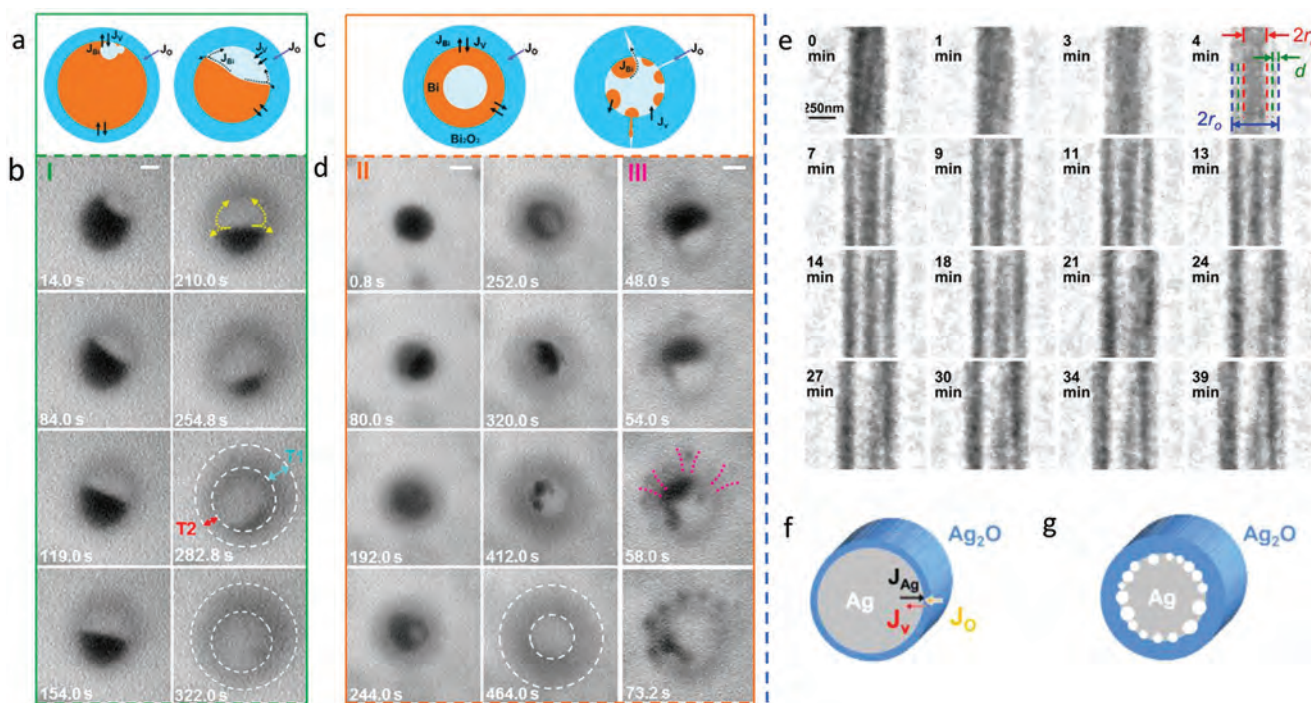 a
J_Bi
J_V
J_O
J_Bi
J_V
J_O
c
J_Bi
J_V
J_O
Bi
Bi₂O₃
J_Bi
J_V
b
I
14.0 s
210.0 s
84.0 s
254.8 s
119.0 s
T1
T2
282.8 s
154.0 s
322.0 s
d
II
III
0.8 s
252.0 s
48.0 s
80.0 s
320.0 s
54.0 s
192.0 s
412.0 s
58.0 s
244.0 s
464.0 s
73.2 s
e
0 min
250nm
1 min
3 min
4 min
2r_i
d
2r_o
7 min
9 min
11 min
13 min
14 min
18 min
21 min
24 min
27 min
30 min
34 min
39 min
f
Ag₂O
J_Ag
Ag
J_v
J_O
g
Ag₂O
Ag